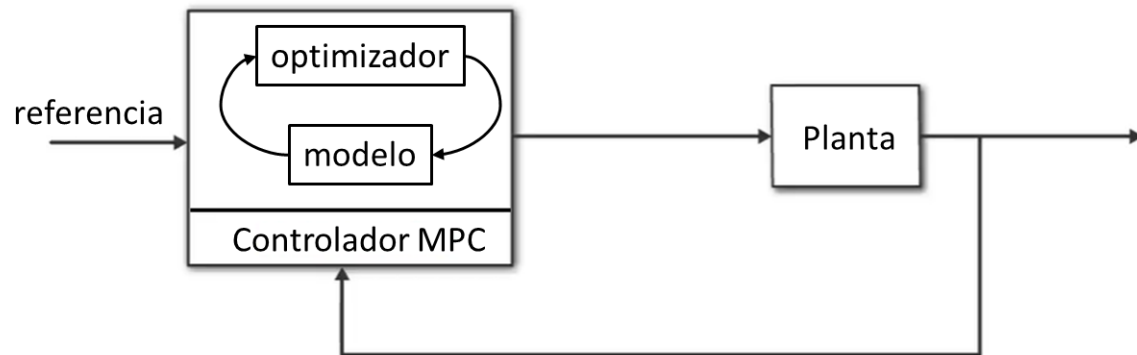 optimizador
referencia
modelo
Planta
Controlador MPC